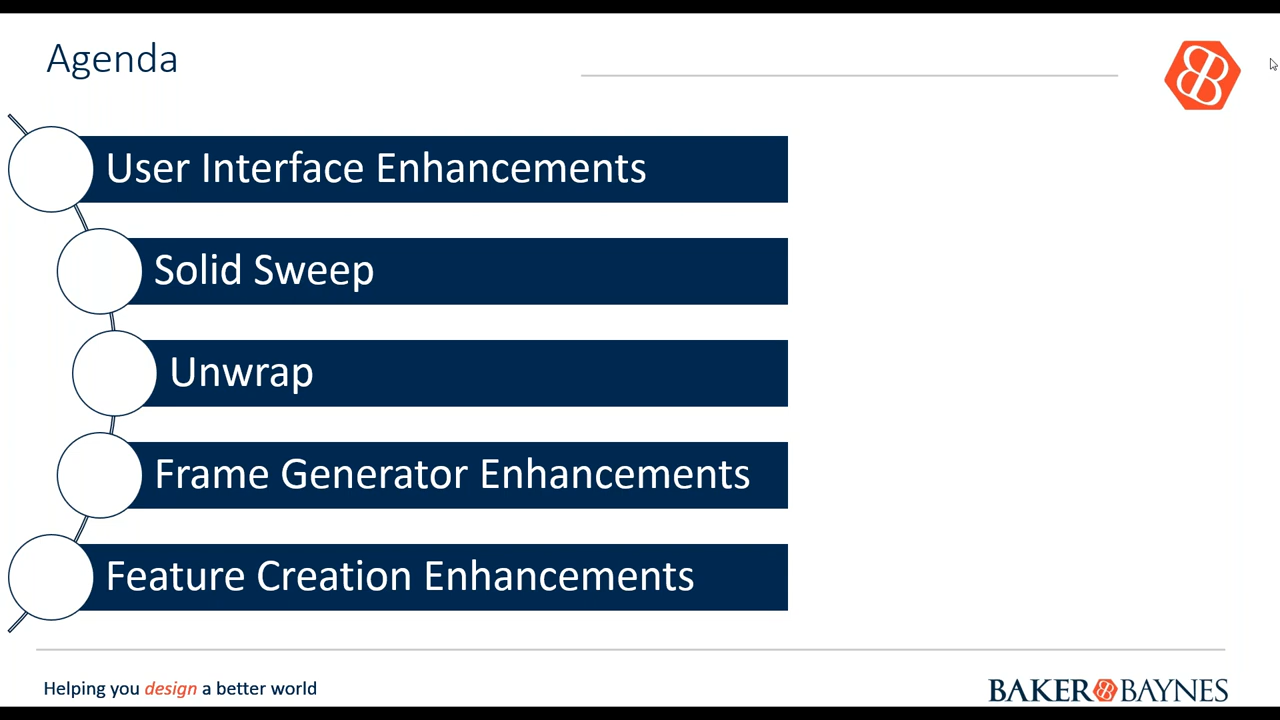 Agenda
User Interface Enhancements
Solid Sweep
Unwrap
Frame Generator Enhancements
Feature Creation Enhancements
Helping you design a better world
BAKER BAYNES